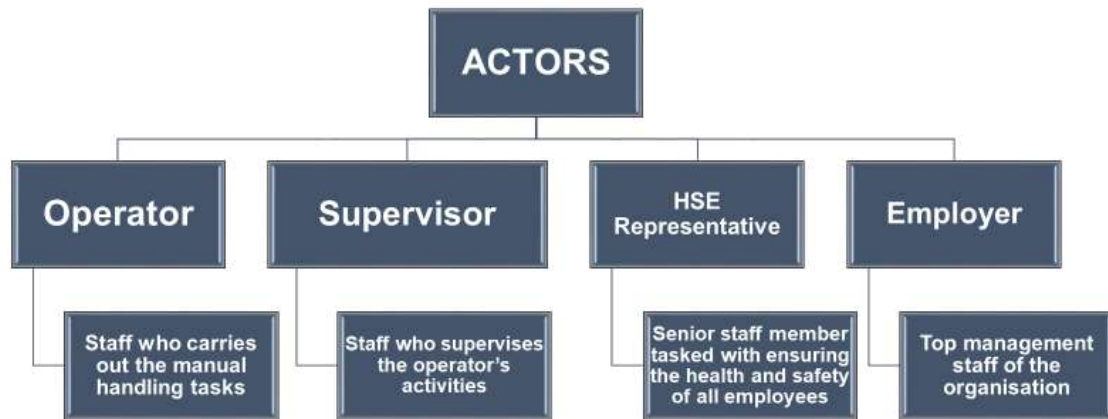 ACTORS
Operator
Supervisor
HSE
Representative
Employer
Staff who carries
out the manual
handling tasks
Staff who supervises
the operator's
activities
Senior staff member
tasked with ensuring
the health and safety
of all employees
Top management
staff of the
organisation